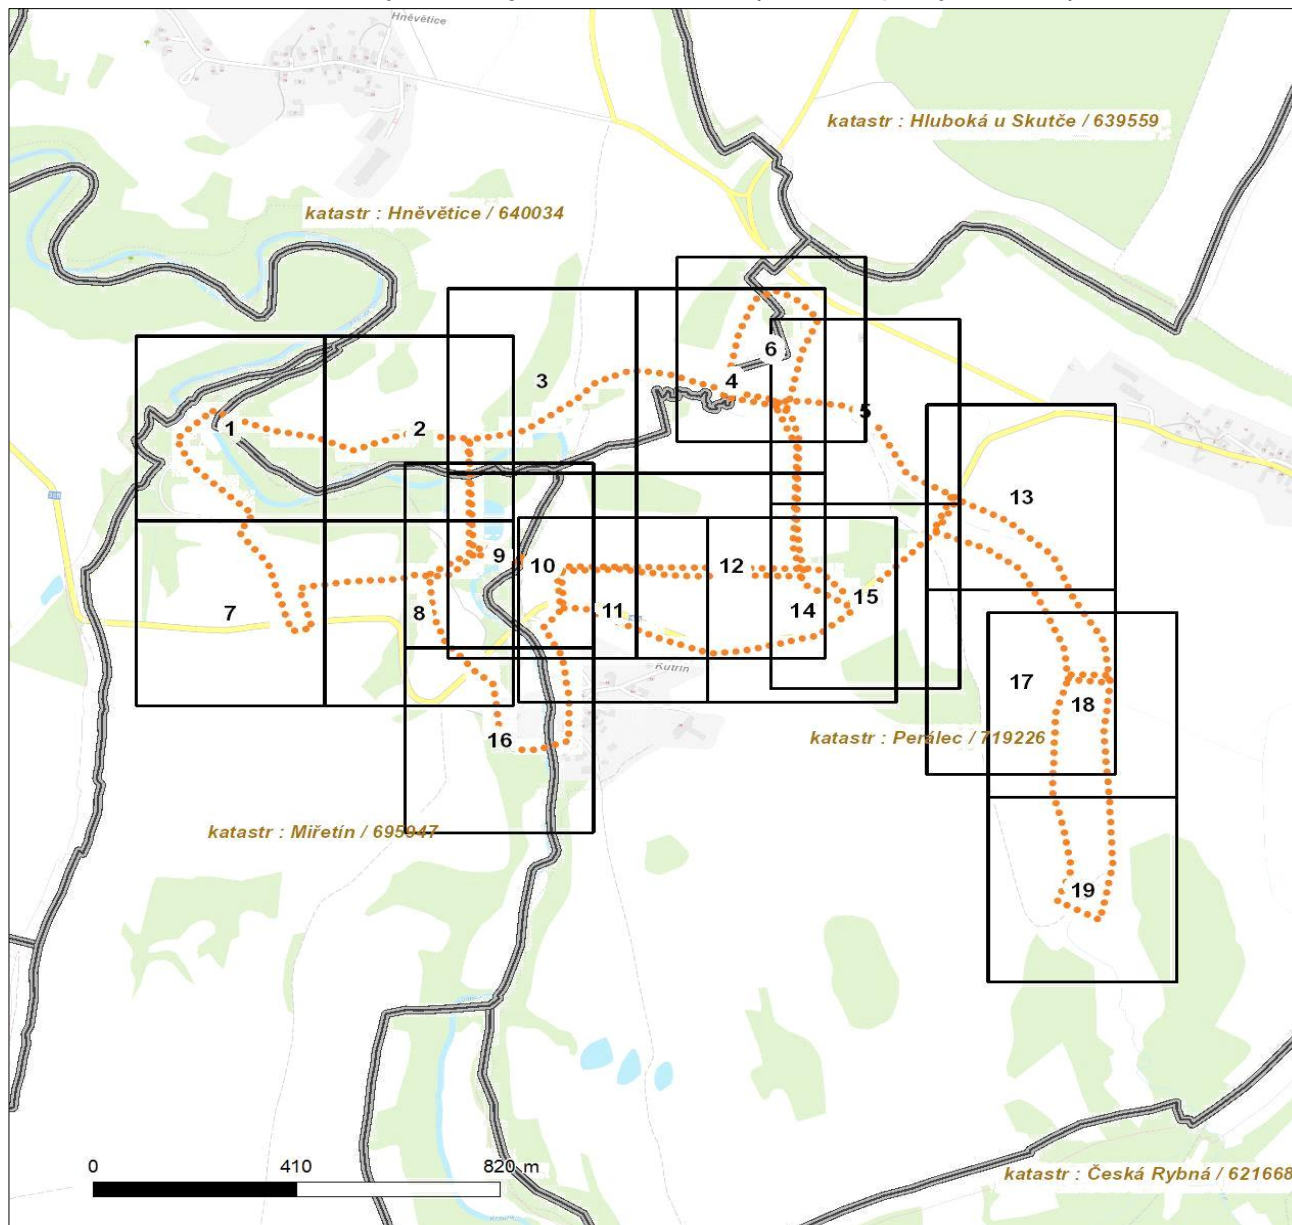 Hněvětice
katastr : Hluboká u Skutče / 639559
katastr : Hněvětice / 640034
6
3
4
5
1
2
13
9
10
12
15
7
8
11
14
Kutřín
17
18
16
katastr : Perálec / 719226
katastr : Miřetín / 695947
19
0 410 820 m
katastr : Česká Rybná / 621668